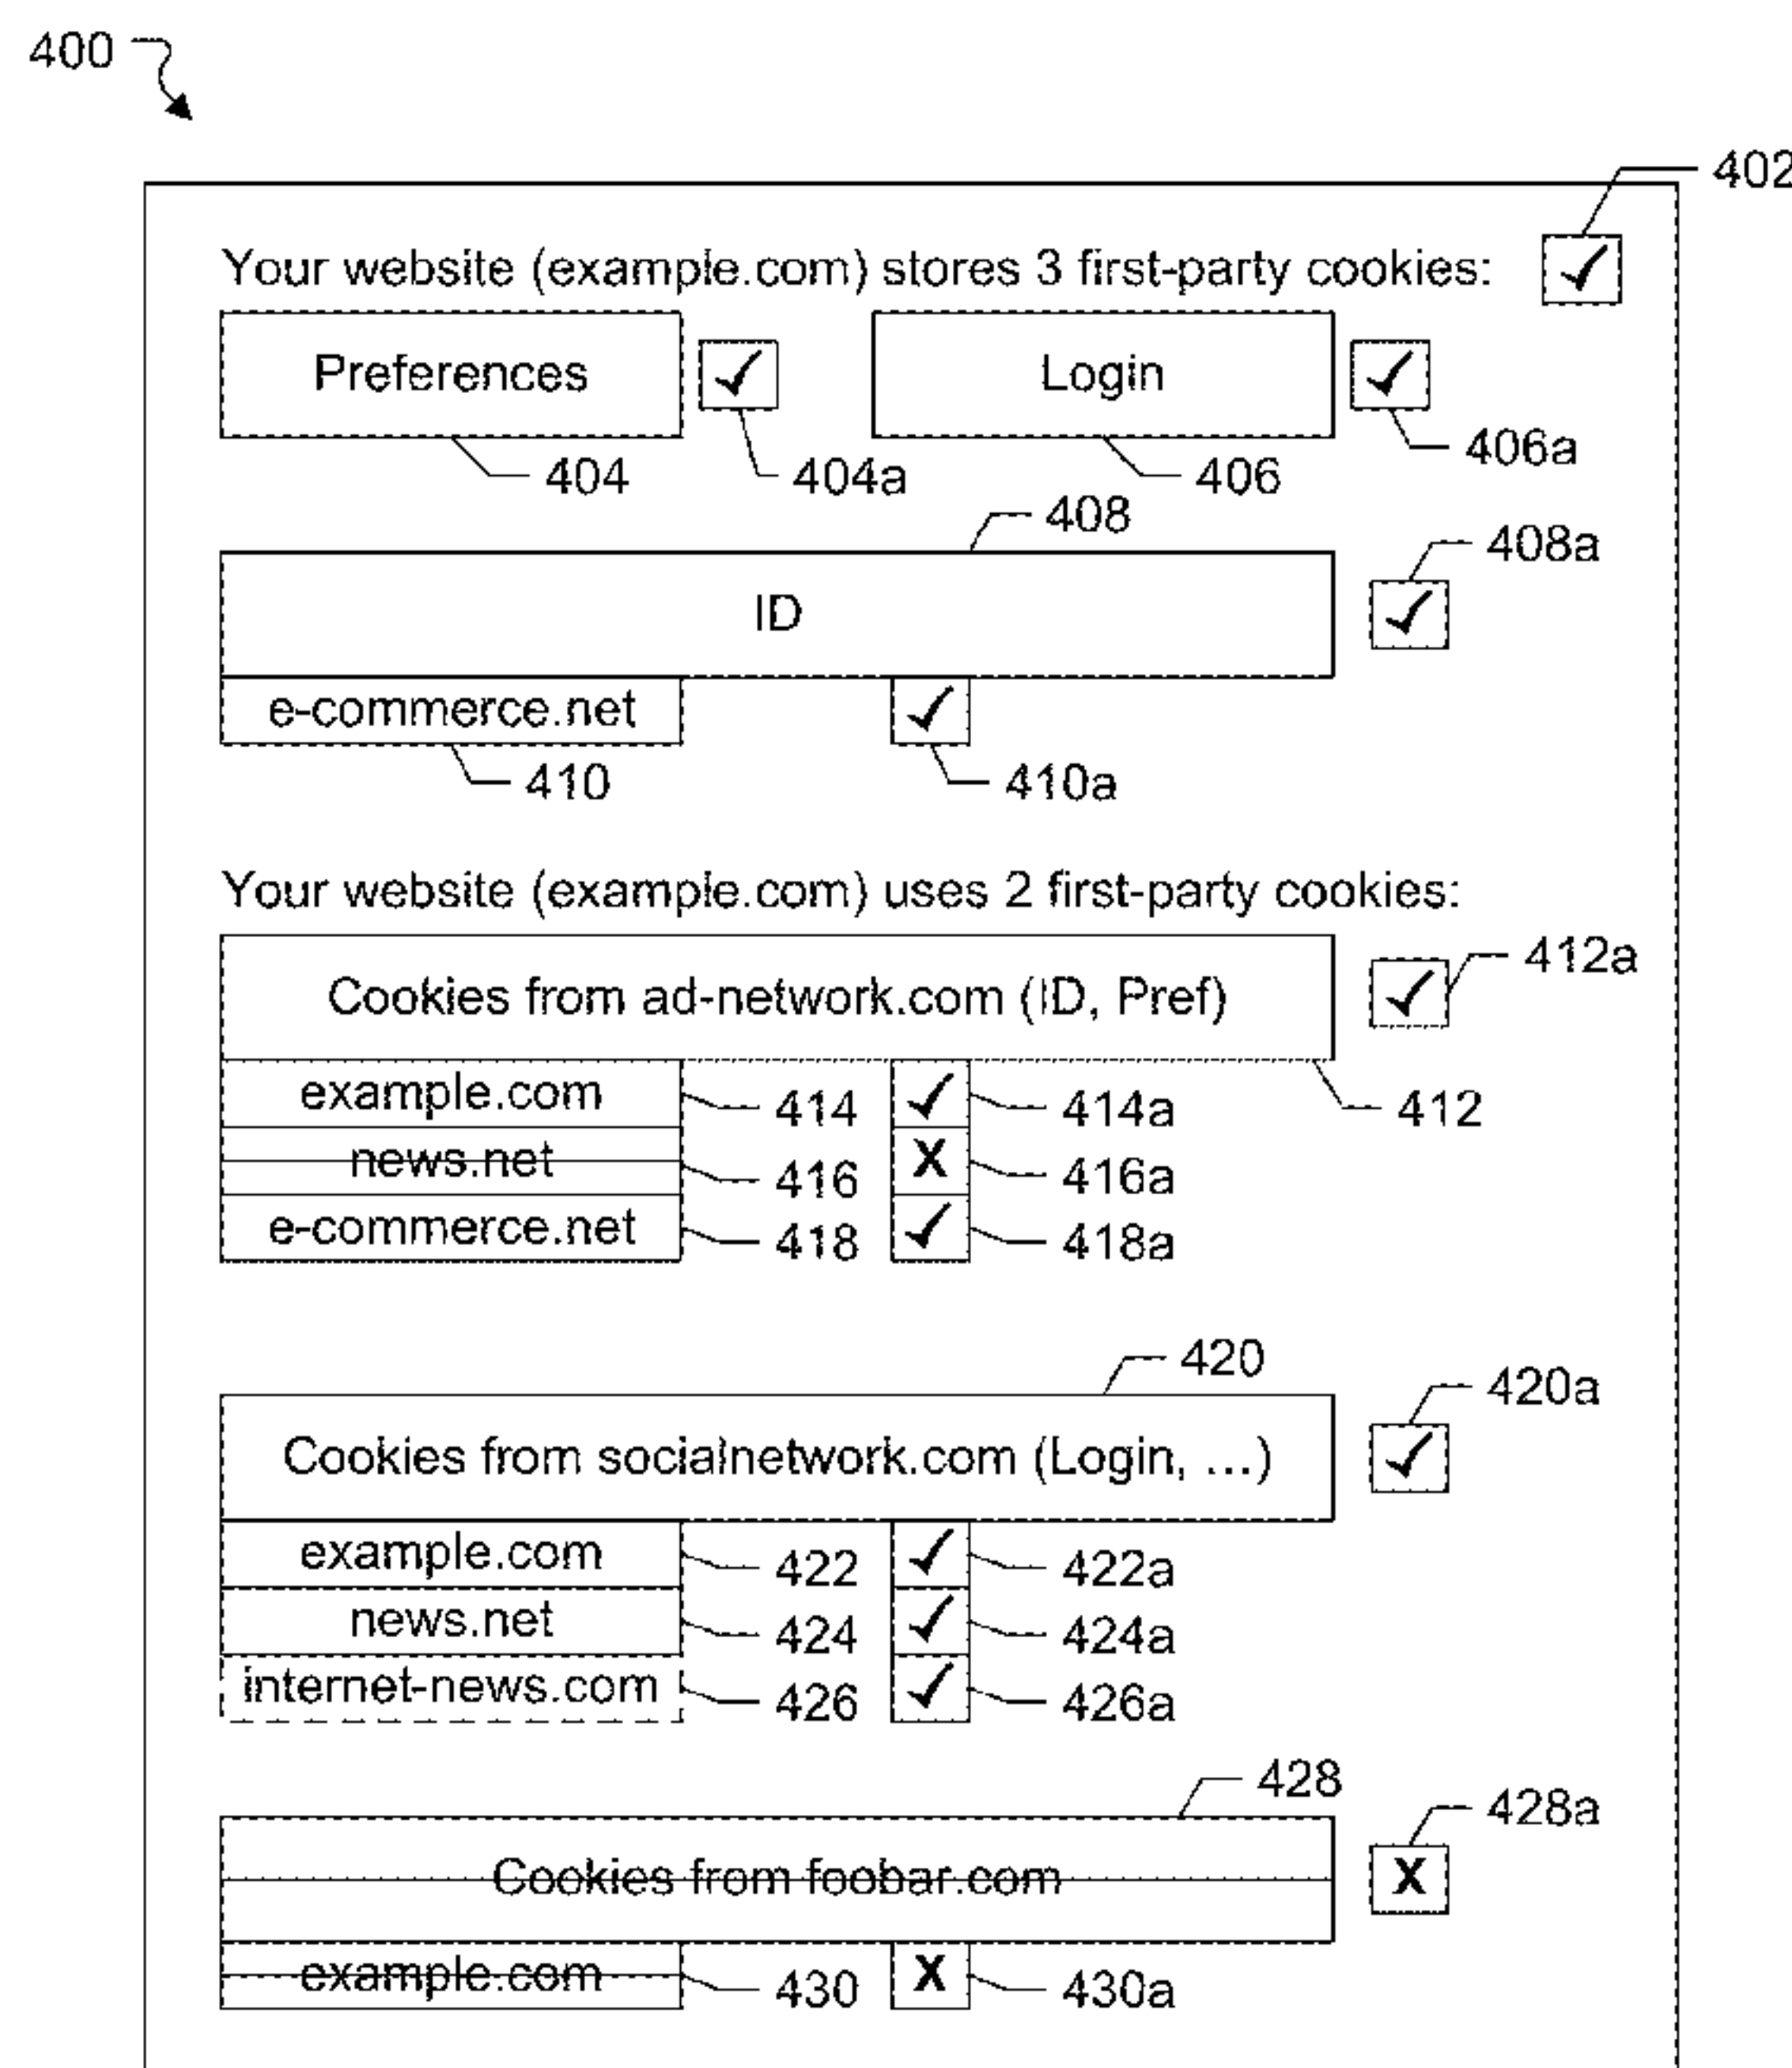 400
402
Your website (example.com) stores 3 first-party cookies:
Preferences
Login
404
404a
406
406a
408
408a
ID
e-commerce.net
410
410a
Your website (example.com) uses 2 first-party cookies:
412a
Cookies from ad-network.com (ID, Pref)
example.com
414
414a
412
news.net
416
X
416a
e-commerce.net
418
418a
420
420a
Cookies from socialnetwork.com (Login, ...)
example.com
422
422a
news.net
424
424a
internet-news.com
426
426a
428
428a
Cookies from foobar.com
X
example.com
430
X
430a